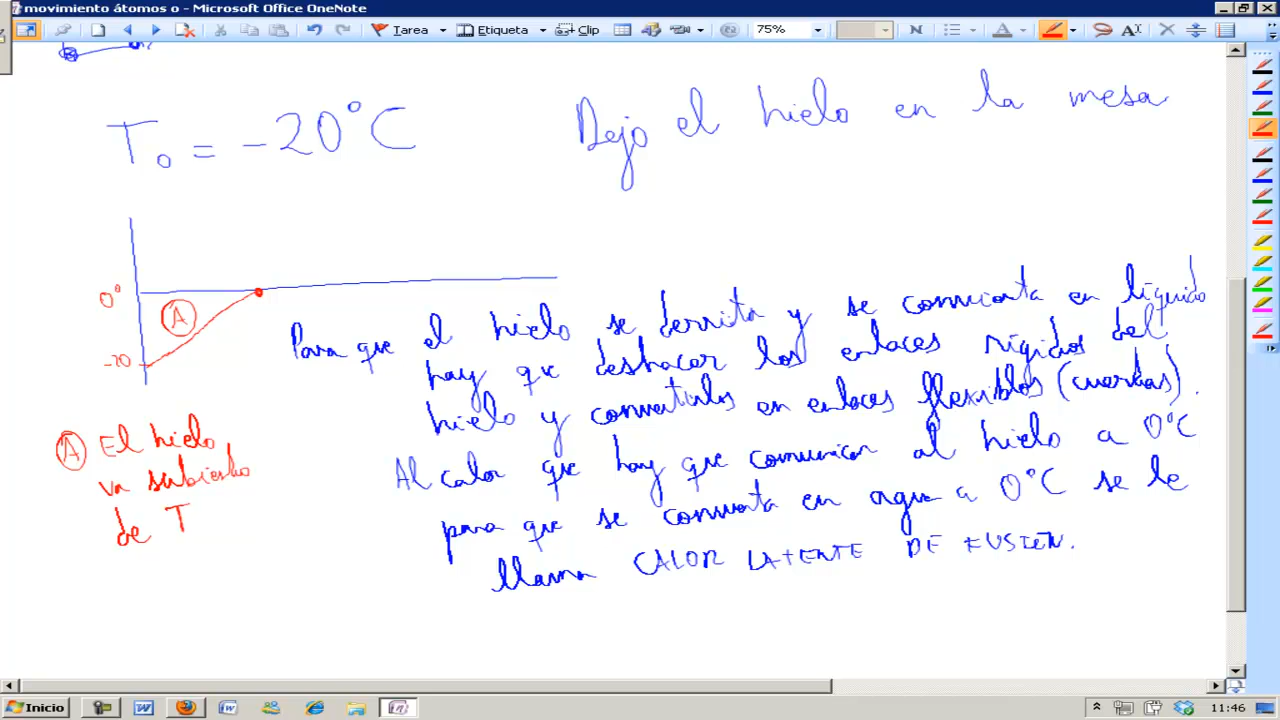 movimiento átomos o - Microsoft Office OneNote
Tarea Etiqueta Clip 75% N A
T₀ = -20°C
Dejo el hielo en la mesa
0°
A
-20
Para que el hielo se derrita y se convierta en líquido
hay que deshacer los enlaces rígidos del
hielo y convertirlos en enlaces flexibles (cuerdas).
Al calor que hay que comunicar al hielo a 0°C
para que se convierta en agua a 0°C se le
llama CALOR LATENTE DE FUSIÓN.
A El hielo
va subiendo
de T
Inicio 11:46